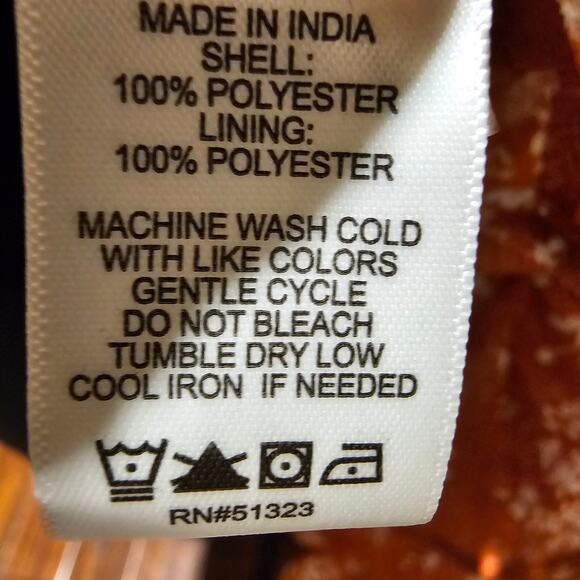 MADE IN INDIA
SHELL:
100% POLYESTER
LINING:
100% POLYESTER
MACHINE WASH COLD
WITH LIKE COLORS
GENTLE CYCLE
DO NOT BLEACH
TUMBLE DRY LOW
COOL IRON IF NEEDED
RN#51323